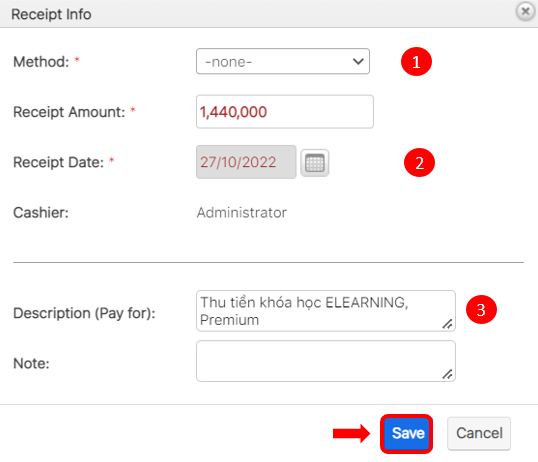 Receipt Info
Method: * -none- 1
Receipt Amount: * 1,440,000
Receipt Date: * 27/10/2022 2
Cashier: Administrator
Description (Pay for): Thu tiền khóa học ELEARNING, 3
Premium
Note:
Save Cancel